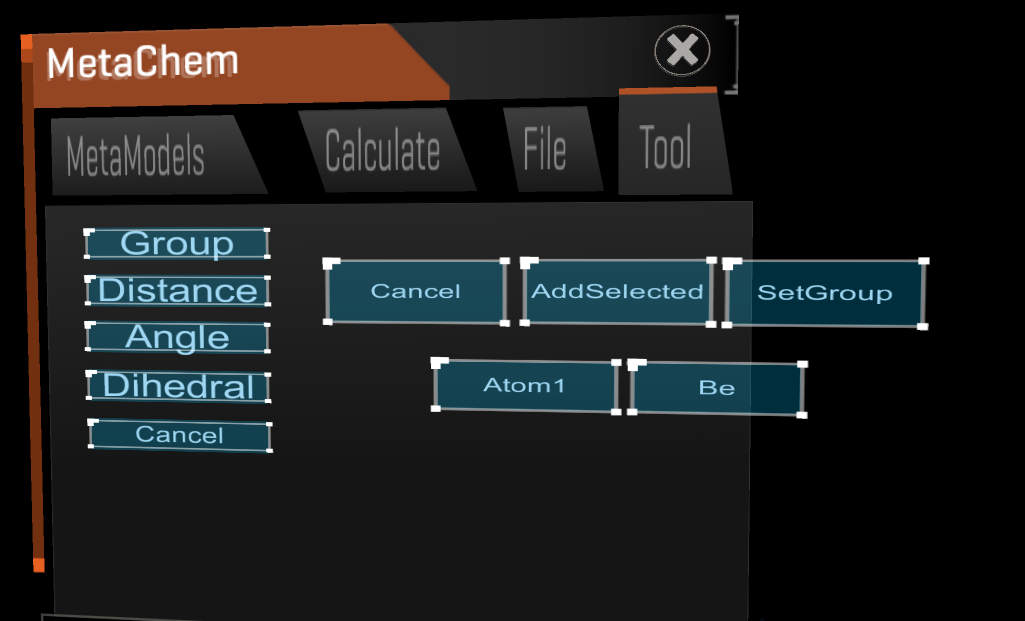 MetaChem
MetaModels Calculate File Tool
Group
Distance
Angle
Dihedral
Cancel
Cancel AddSelected SetGroup
Atom1 Be